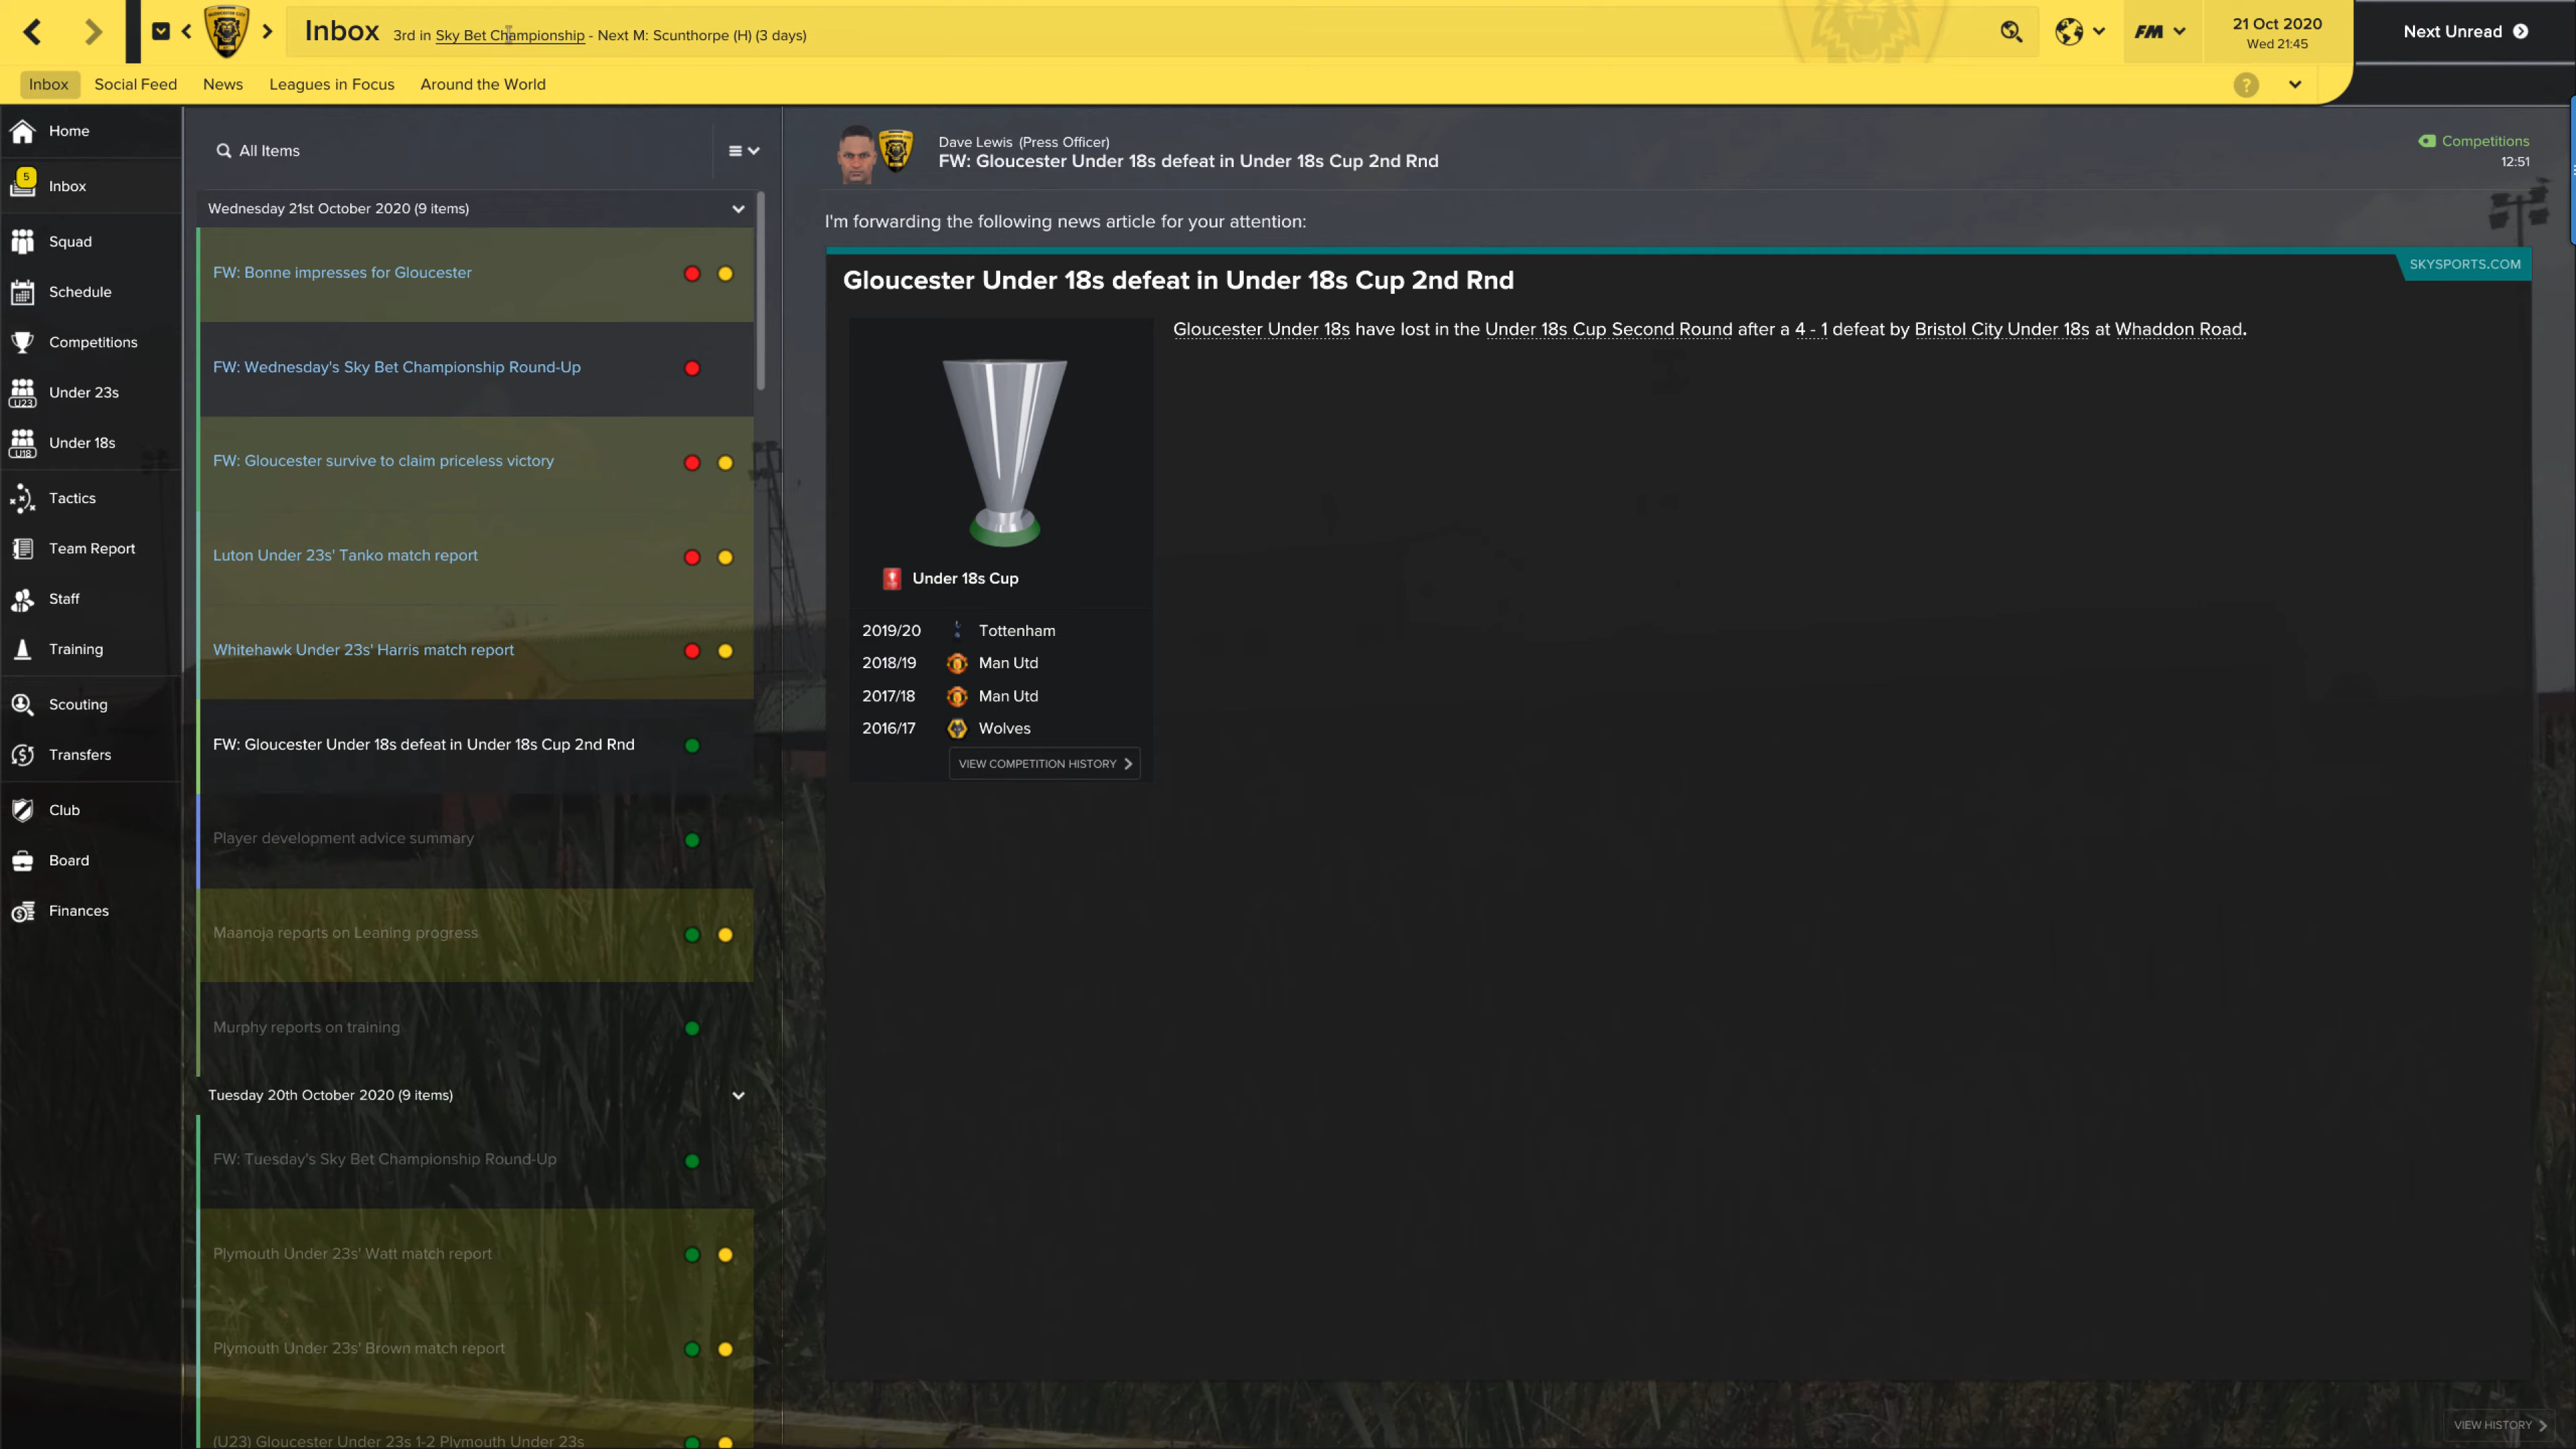 Inbox
3rd in Sky Bet Championship - Next M: Scunthorpe (H) (3 days)
FM
21 Oct 2020
Wed 21:45
Next Unread
Inbox Social Feed News Leagues in Focus Around the World
?
Home
5
Inbox
Squad
Schedule
Competitions
U23
Under 23s
U18
Under 18s
Tactics
Team Report
Staff
Training
Scouting
Transfers
Club
Board
Finances
All Items
Wednesday 21st October 2020 (9 items)
FW: Bonne impresses for Gloucester
FW: Wednesday's Sky Bet Championship Round-Up
FW: Gloucester survive to claim priceless victory
Luton Under 23s' Tanko match report
Whitehawk Under 23s' Harris match report
FW: Gloucester Under 18s defeat in Under 18s Cup 2nd Rnd
Player development advice summary
Maanoja reports on Leaning progress
Murphy reports on training
Tuesday 20th October 2020 (9 items)
FW: Tuesday's Sky Bet Championship Round-Up
Plymouth Under 23s' Watt match report
Plymouth Under 23s' Brown match report
(U23) Gloucester Under 23s 1-2 Plymouth Under 23s
Dave Lewis (Press Officer)
FW: Gloucester Under 18s defeat in Under 18s Cup 2nd Rnd
Competitions
12:51
I'm forwarding the following news article for your attention:
SKYSPORTS.COM
Gloucester Under 18s defeat in Under 18s Cup 2nd Rnd
Gloucester Under 18s have lost in the Under 18s Cup Second Round after a 4 - 1 defeat by Bristol City Under 18s at Whaddon Road.
Under 18s Cup
2019/20 Tottenham
2018/19 Man Utd
2017/18 Man Utd
2016/17 Wolves
VIEW COMPETITION HISTORY
VIEW HISTORY